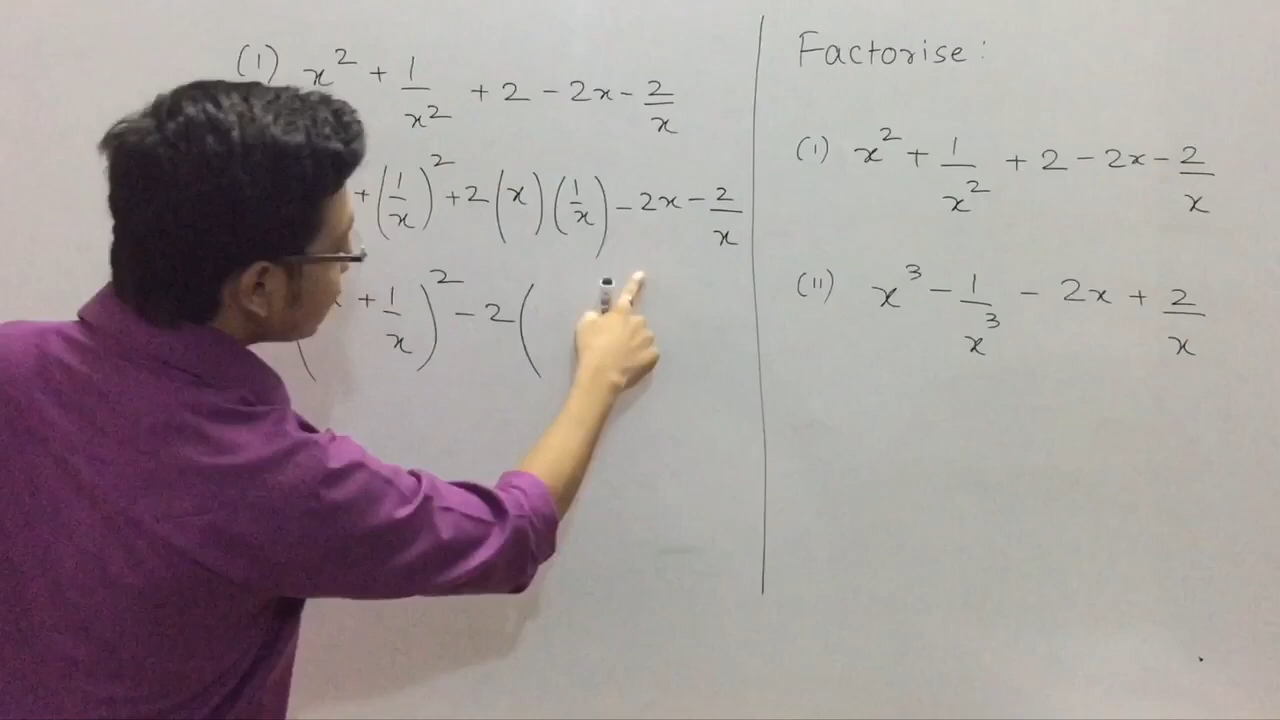 (1) x² + 1/x² + 2 - 2x - 2/x
+ (1/x)² + 2(x)(1/x) - 2x - 2/x
( x + 1/x)² - 2(
Factorise:
(1) x² + 1/x² + 2 - 2x - 2/x
(11) x³ - 1/x³ - 2x + 2/x